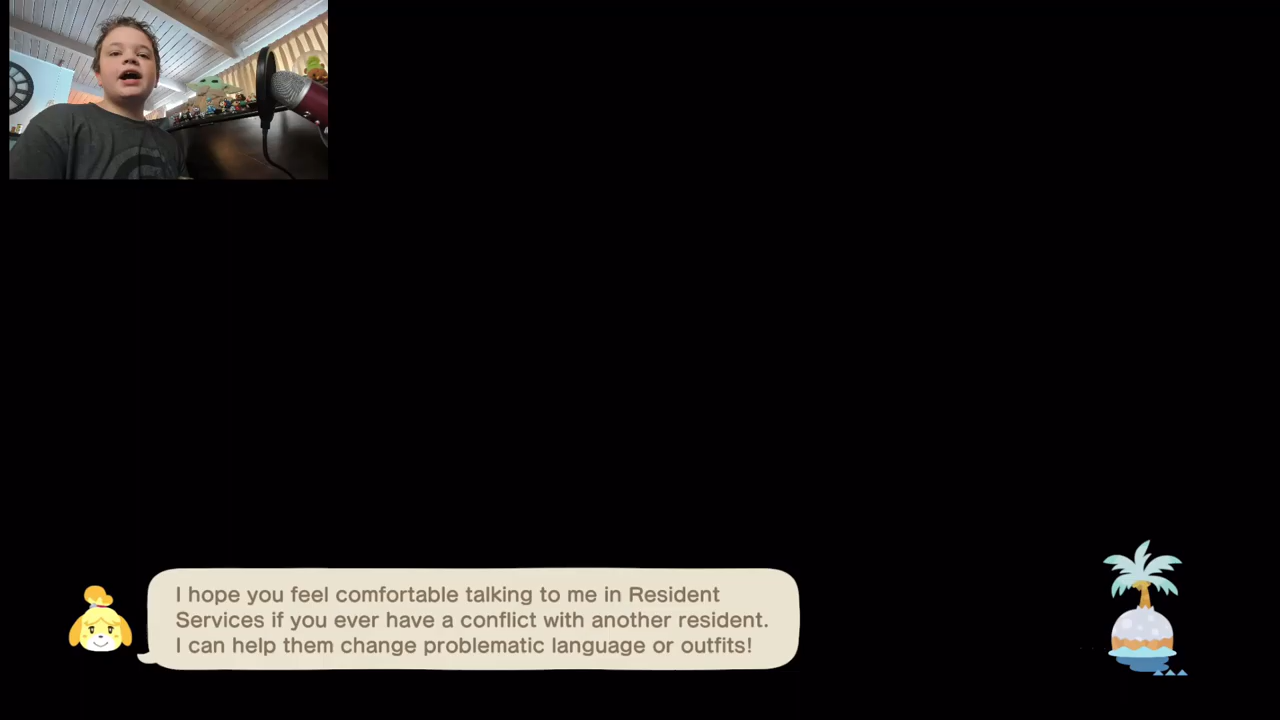 I hope you feel comfortable talking to me in Resident
Services if you ever have a conflict with another resident.
I can help them change problematic language or outfits!